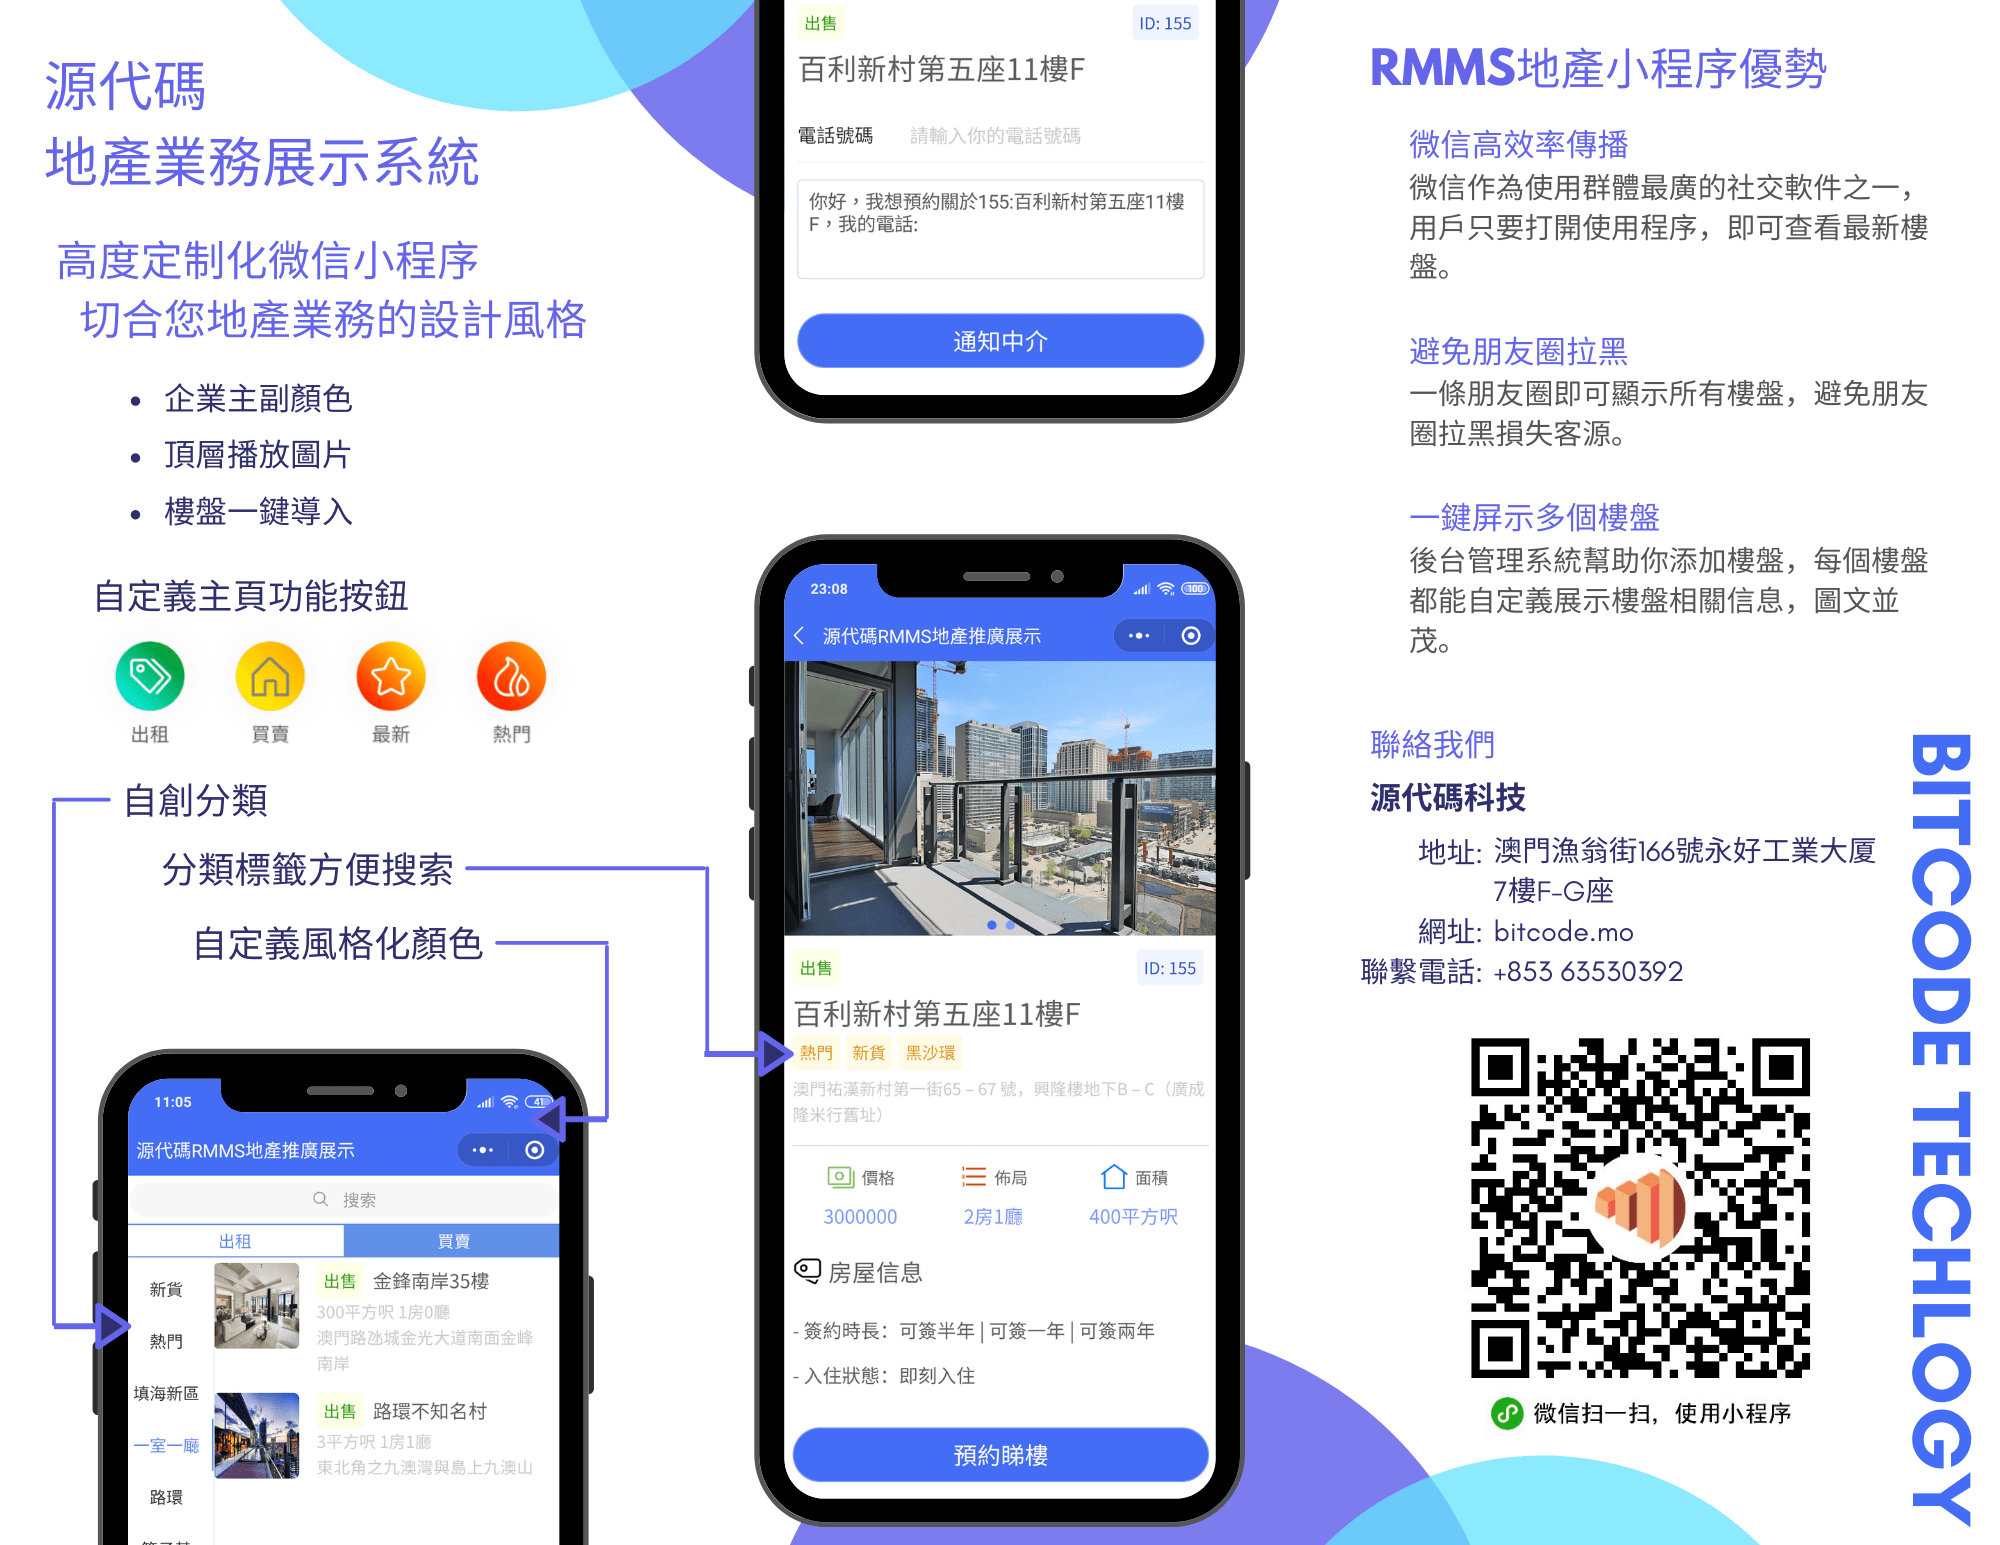 源代碼
地產業務展示系統
高度定制化微信小程序
切合您地產業務的設計風格
• 企業主副顏色
• 頂層播放圖片
• 樓盤一鍵導入
自定義主頁功能按鈕
出租 買賣 最新 熱門
自創分類
分類標籤方便搜索
自定義風格化顏色
11:05 41
源代碼RMMS地產推廣展示
搜索
出租 買賣
新貨
熱門
填海新區
一室一廳
路環
出售 金鋒南岸35樓
300平方呎 1房0廳
澳門路氹城金光大道南面金峰
南岸
出售 路環不知名村
3平方呎 1房1廳
東北角之九澳灣與島上九澳山
出售 ID: 155
百利新村第五座11樓F
電話號碼 請輸入你的電話號碼
你好，我想預約關於155:百利新村第五座11樓
F，我的電話:
通知中介
23:08 100
源代碼RMMS地產推廣展示
出售 ID: 155
百利新村第五座11樓F
熱門 新貨 黑沙環
澳門祐漢新村第一街65－67 號，興隆樓地下B－C（廣成
隆米行舊址）
價格 佈局 面積
3000000 2房1廳 400平方呎
房屋信息
- 簽約時長：可簽半年 | 可簽一年 | 可簽兩年
- 入住狀態：即刻入住
預約睇樓
RMMS地產小程序優勢
微信高效率傳播
微信作為使用群體最廣的社交軟件之一，
用戶只要打開使用程序，即可查看最新樓
盤。
避免朋友圈拉黑
一條朋友圈即可顯示所有樓盤，避免朋友
圈拉黑損失客源。
一鍵屏示多個樓盤
後台管理系統幫助你添加樓盤，每個樓盤
都能自定義展示樓盤相關信息，圖文並
茂。
聯絡我們
源代碼科技
地址: 澳門漁翁街166號永好工業大厦
7樓F-G座
網址: bitcode.mo
聯繫電話: +853 63530392
微信扫一扫，使用小程序
BITCODE TECHLOGY